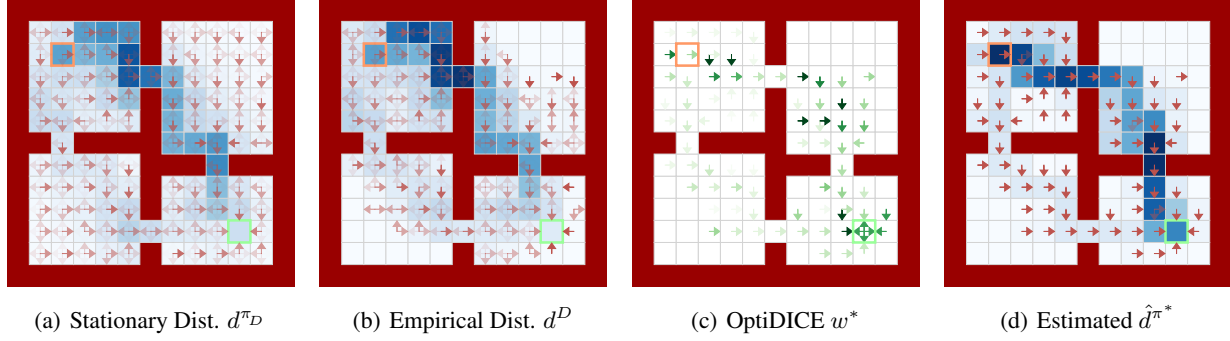 (a) Stationary Dist. d^{π_D}
(b) Empirical Dist. d^D
(c) OptiDICE w^*
(d) Estimated \hat{d}^{π^*}